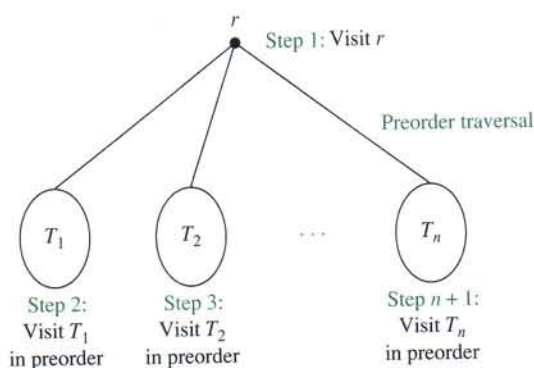 r
Step 1: Visit r
Preorder traversal
T1
T2
...
Tn
Step 2:
Visit T1
in preorder
Step 3:
Visit T2
in preorder
Step n + 1:
Visit Tn
in preorder